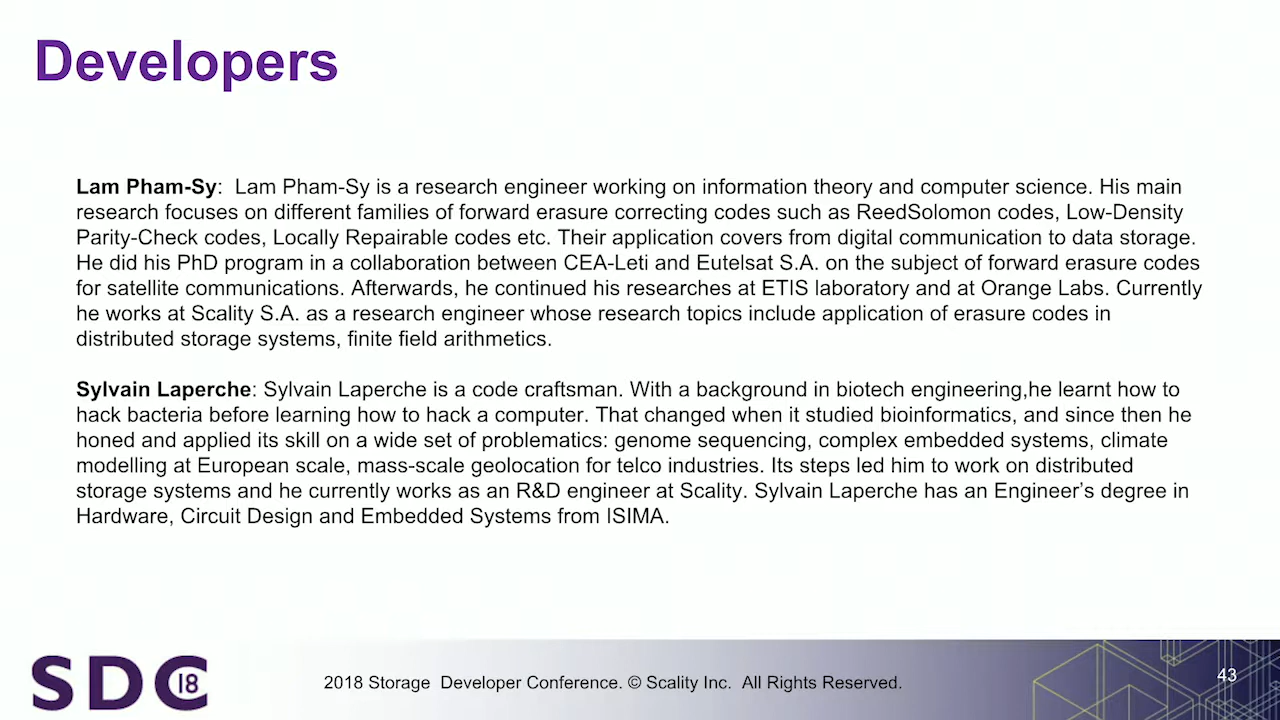 Developers
Lam Pham-Sy:  Lam Pham-Sy is a research engineer working on information theory and computer science. His main
research focuses on different families of forward erasure correcting codes such as ReedSolomon codes, Low-Density
Parity-Check codes, Locally Repairable codes etc. Their application covers from digital communication to data storage.
He did his PhD program in a collaboration between CEA-Leti and Eutelsat S.A. on the subject of forward erasure codes
for satellite communications. Afterwards, he continued his researches at ETIS laboratory and at Orange Labs. Currently
he works at Scality S.A. as a research engineer whose research topics include application of erasure codes in
distributed storage systems, finite field arithmetics.
Sylvain Laperche: Sylvain Laperche is a code craftsman. With a background in biotech engineering,he learnt how to
hack bacteria before learning how to hack a computer. That changed when it studied bioinformatics, and since then he
honed and applied its skill on a wide set of problematics: genome sequencing, complex embedded systems, climate
modelling at European scale, mass-scale geolocation for telco industries. Its steps led him to work on distributed
storage systems and he currently works as an R&D engineer at Scality. Sylvain Laperche has an Engineer’s degree in
Hardware, Circuit Design and Embedded Systems from ISIMA.
SDC 18
2018 Storage  Developer Conference. © Scality Inc.  All Rights Reserved.
43